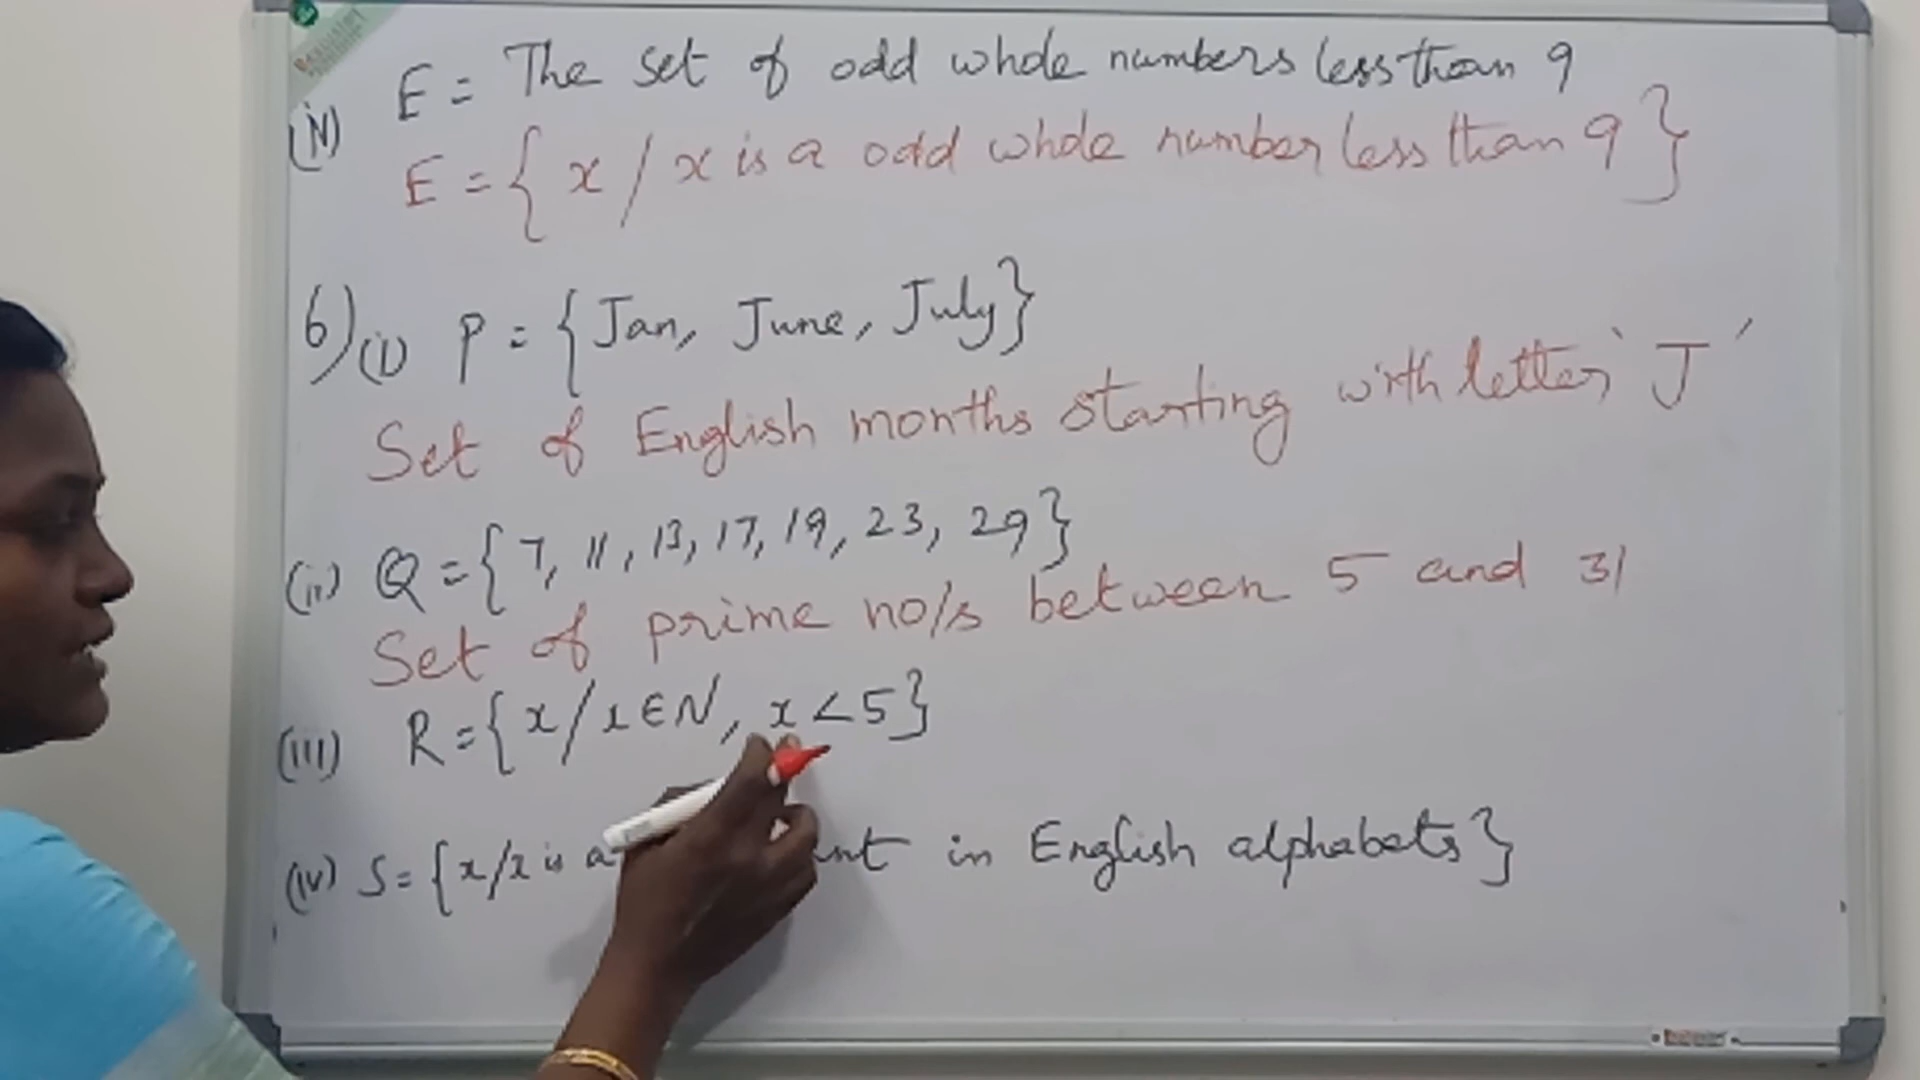 E = The set of odd whole numbers less than 9
(iv) E = { x / x is a odd whole number less than 9 }
6) (i) P = { Jan, June, July }
Set of English months starting with letter 'J'
(ii) Q = { 7, 11, 13, 17, 19, 23, 29 }
Set of prime no/s between 5 and 31
(iii) R = { x / x ∈ N, x < 5 }
(iv) S = { x / x is a in English alphabets }